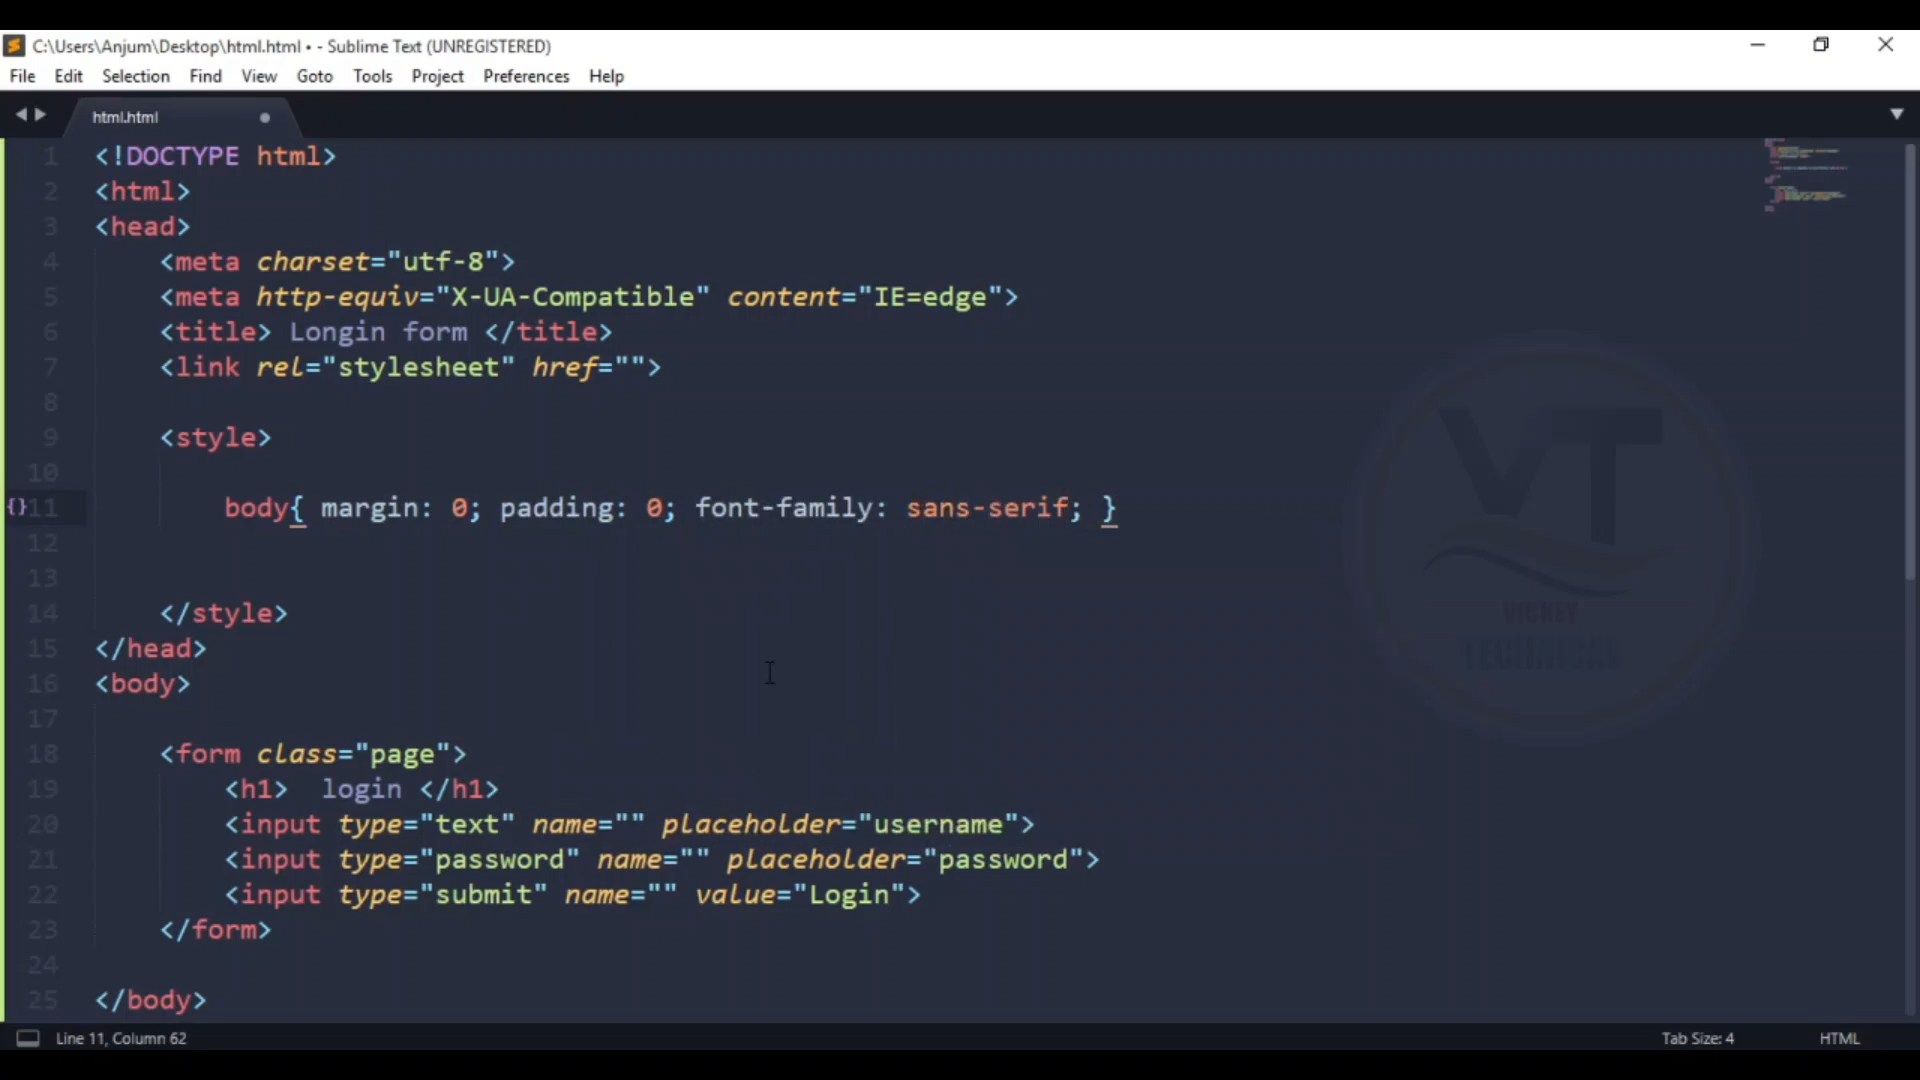 C:\Users\Anjum\Desktop\html.html • - Sublime Text (UNREGISTERED)
File Edit Selection Find View Goto Tools Project Preferences Help
html.html
1 <!DOCTYPE html>
2 <html>
3 <head>
4 <meta charset="utf-8">
5 <meta http-equiv="X-UA-Compatible" content="IE=edge">
6 <title> Longin form </title>
7 <link rel="stylesheet" href="">
8
9 <style>
10
{}11 body{ margin: 0; padding: 0; font-family: sans-serif; }
12
13
14 </style>
15 </head>
16 <body>
17
18 <form class="page">
19 <h1>  login </h1>
20 <input type="text" name="" placeholder="username">
21 <input type="password" name="" placeholder="password">
22 <input type="submit" name="" value="Login">
23 </form>
24
25 </body>
VT
VICKEY
TECHNICAL
Line 11, Column 62 Tab Size: 4 HTML